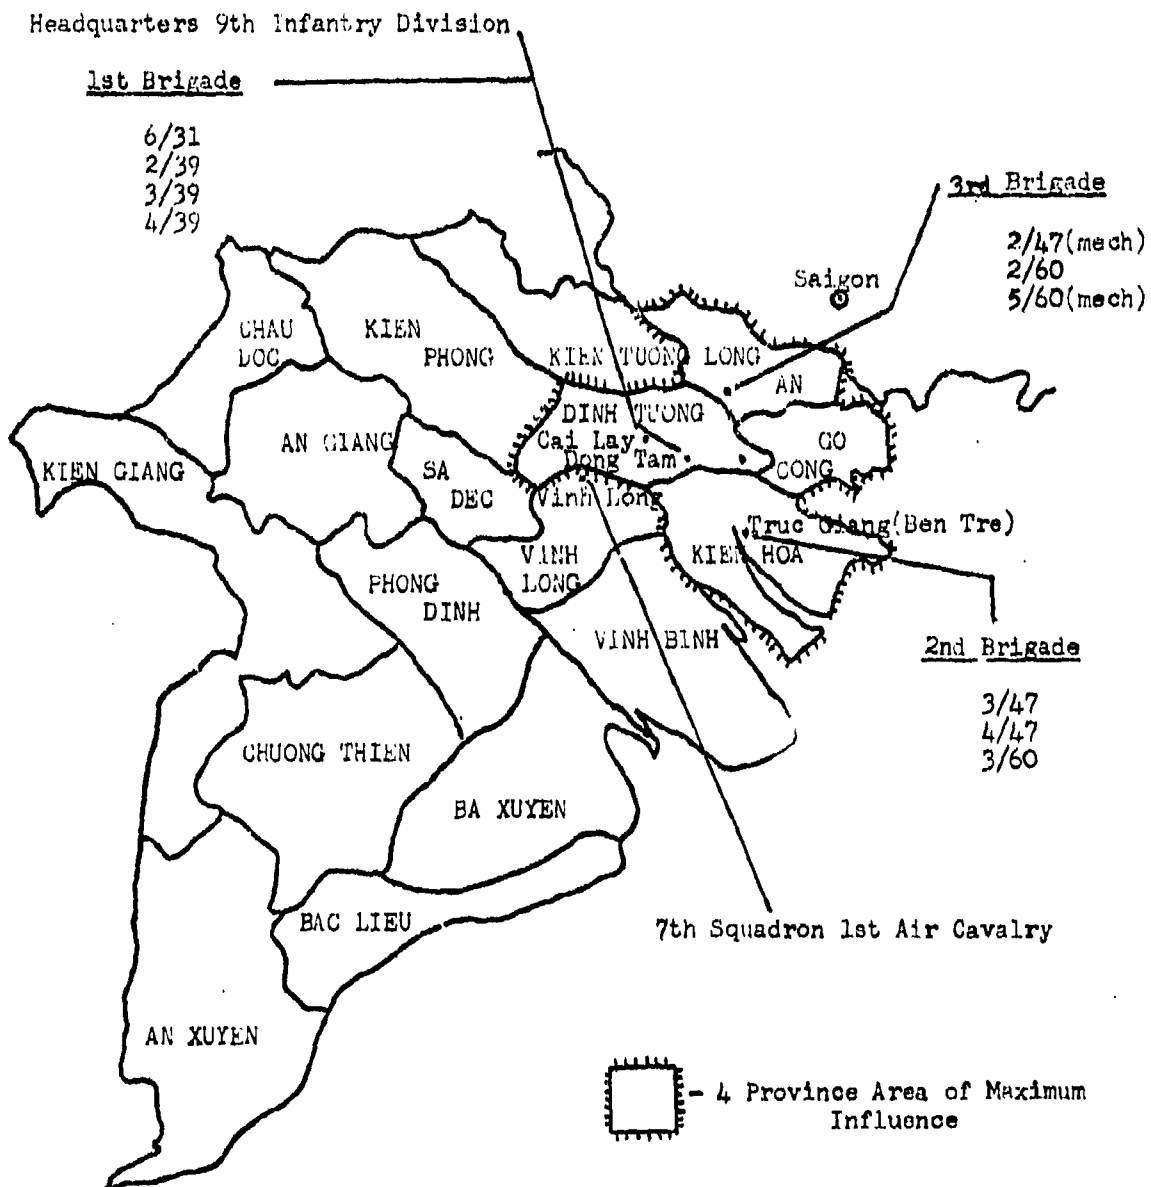 Headquarters 9th Infantry Division
1st Brigade
6/31
2/39
3/39
4/39
3rd Brigade
2/47(mech)
2/60
5/60(mech)
Saigon
CHAU
DOC
KIEN
PHONG
KIEN TUONG
LONG
AN
DINH TUONG
Cai Lay
Dong Tam
GO
CONG
AN GIANG
KIEN GIANG
SA
DEC
Vinh Long
VINH
LONG
Truc Giang(Ben Tre)
KIEN HOA
PHONG
DINH
VINH BINH
2nd Brigade
3/47
4/47
3/60
CHUONG THIEN
BA XUYEN
BAC LIEU
7th Squadron 1st Air Cavalry
AN XUYEN
- 4 Province Area of Maximum
Influence